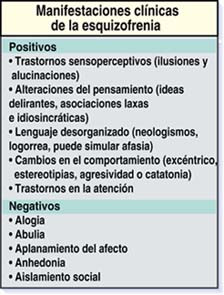 Manifestaciones clínicas
de la esquizofrenia
Positivos
• Trastornos sensoperceptivos (ilusiones y
alucinaciones)
• Alteraciones del pensamiento (ideas
delirantes, asociaciones laxas
e idiosincráticas)
• Lenguaje desorganizado (neologismos,
logorrea, puede simular afasia)
• Cambios en el comportamiento (excéntrico,
estereotipias, agresividad o catatonia)
• Trastornos en la atención
Negativos
• Alogia
• Abulia
• Aplanamiento del afecto
• Anhedonia
• Aislamiento social